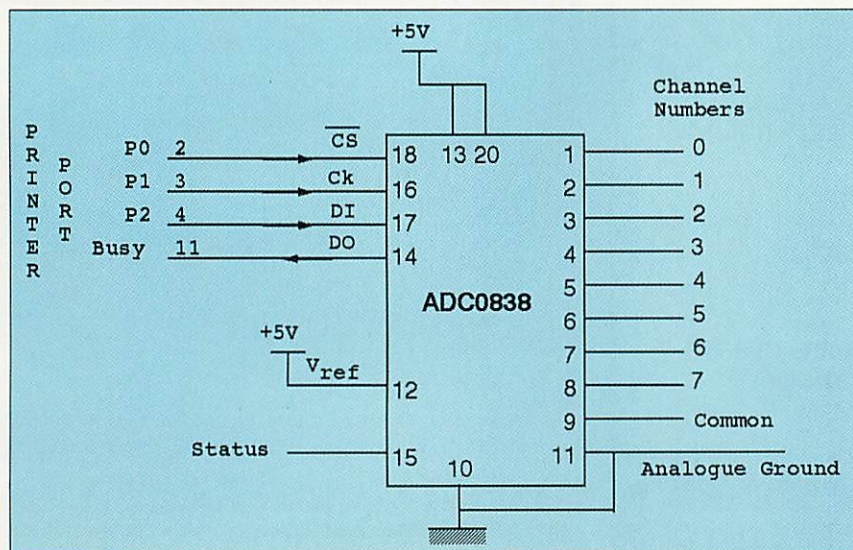 +5V
Channel
Numbers
PRINTER
PORT
P0 2 CS 18 13 20 1 0
P1 3 Ck 16 2 1
P2 4 DI 17 3 2
Busy 11 DO 14 4 3
5 4
ADC0838
6 5
+5V
7 6
Vref 12 8 7
9 Common
Status 15 10 11
Analogue Ground